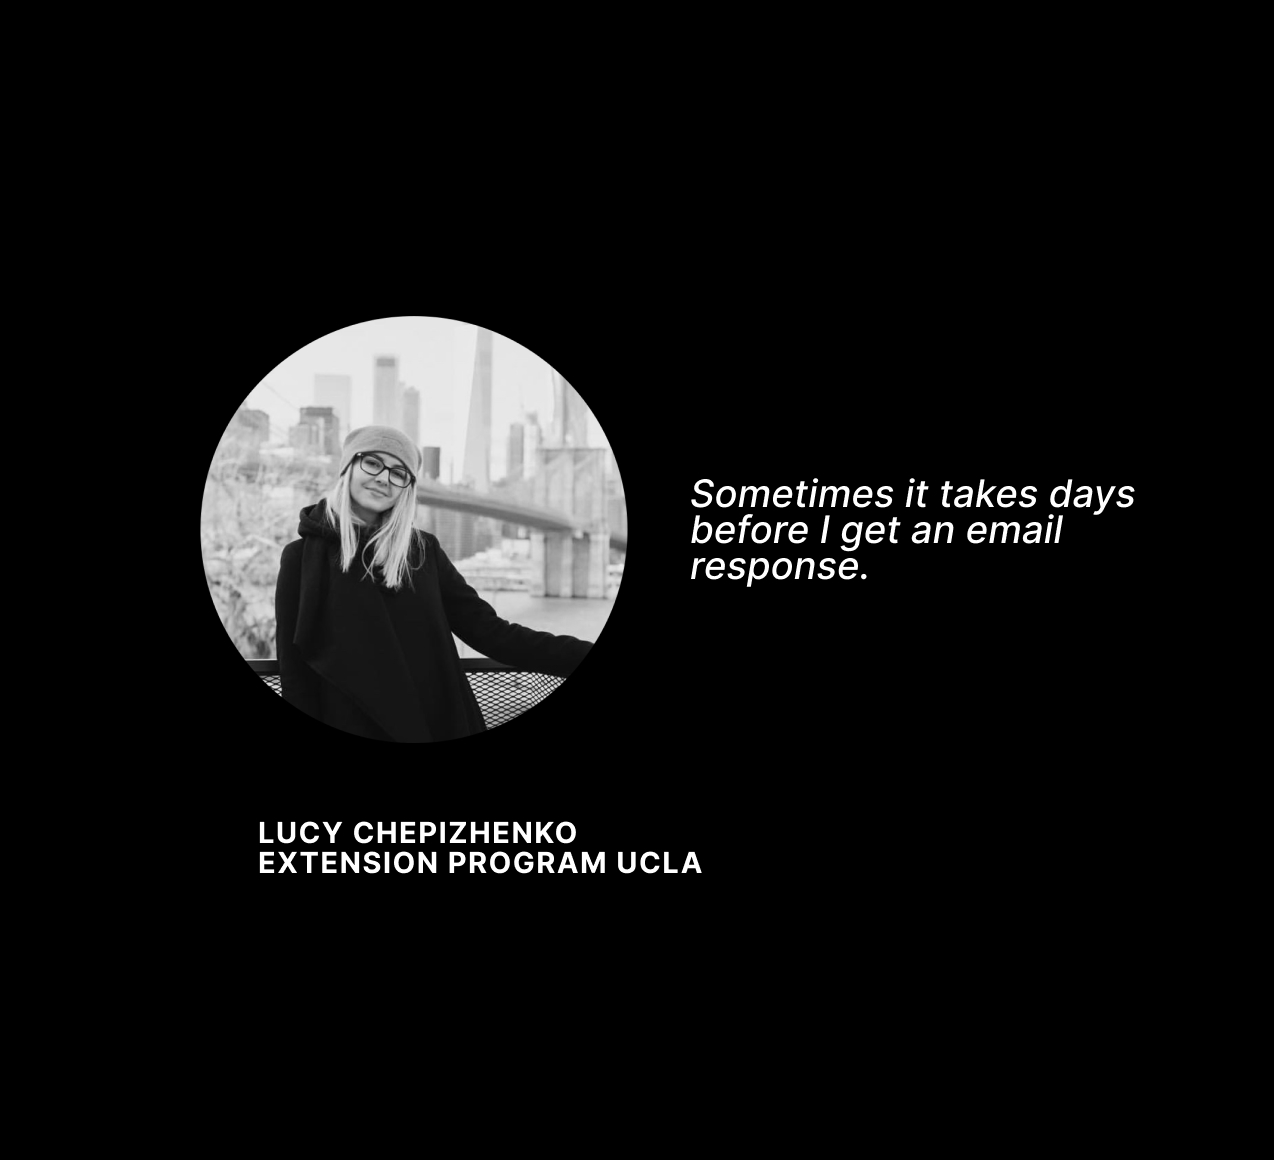 Sometimes it takes days
before I get an email
response.
LUCY CHEPIZHENKO
EXTENSION PROGRAM UCLA